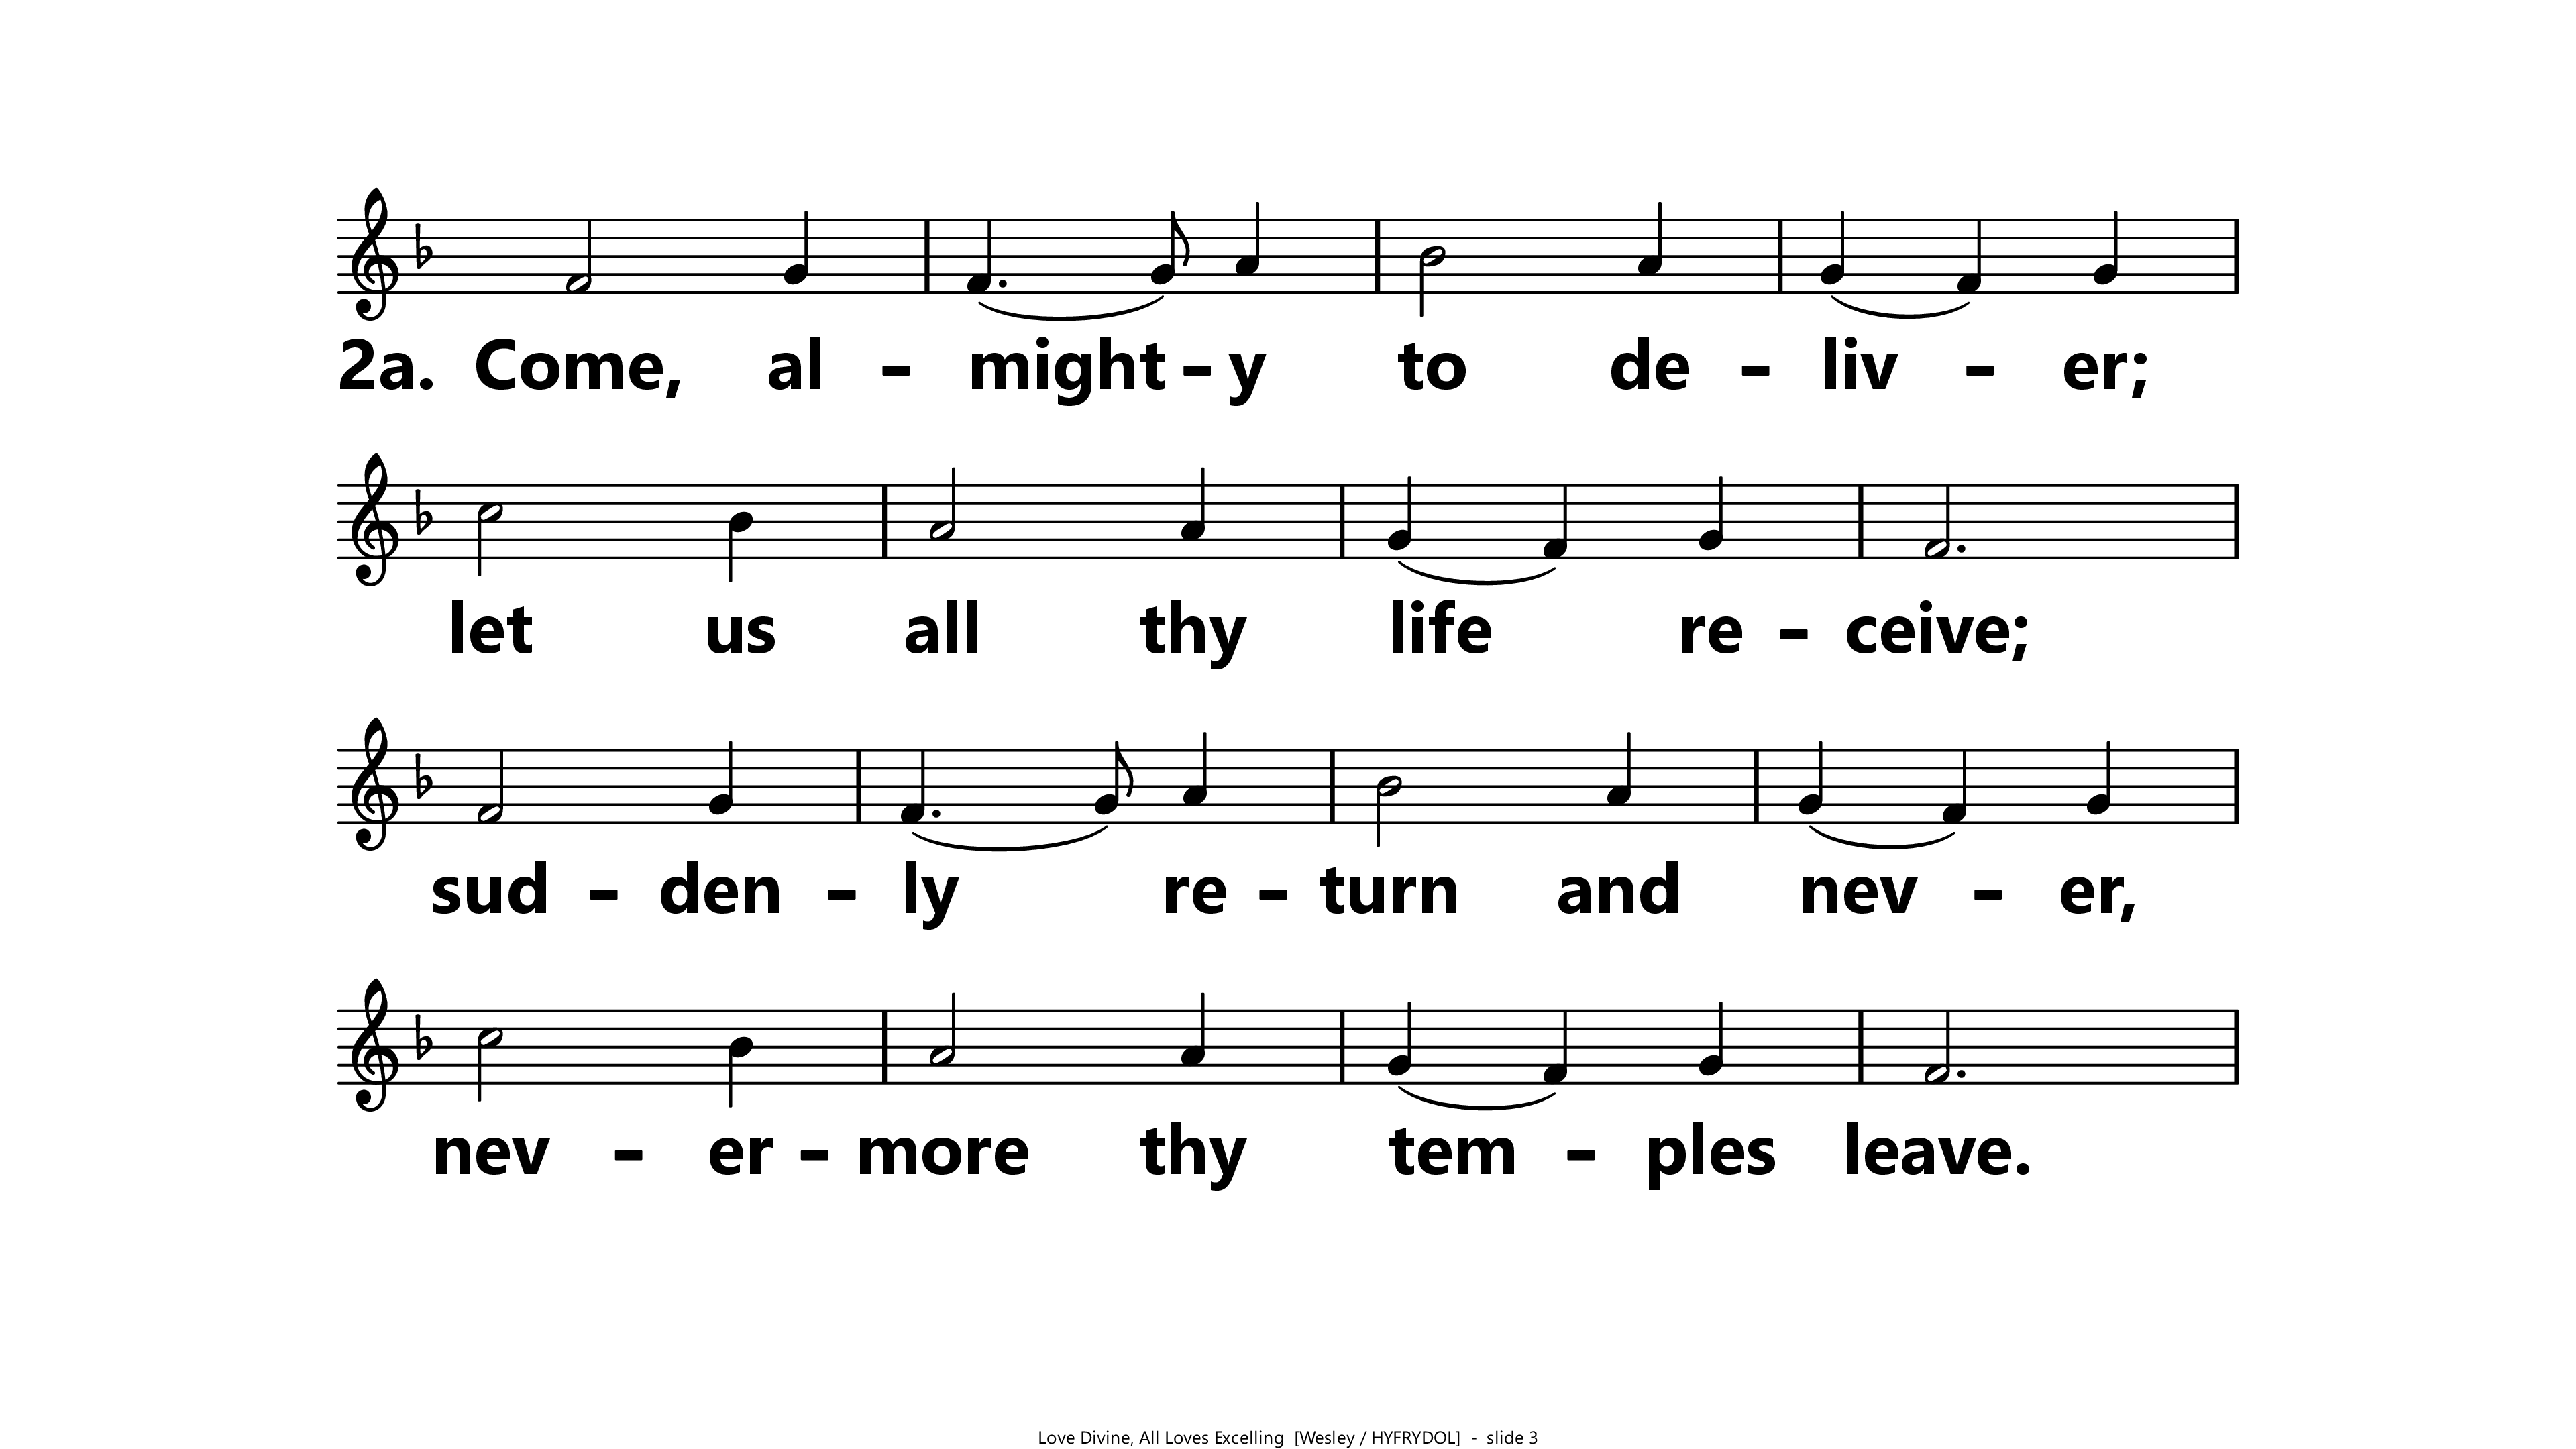 2a. Come, al - might - y to de - liv - er;
let us all thy life re - ceive;
sud - den - ly re - turn and nev - er,
nev - er - more thy tem - ples leave.
Love Divine, All Loves Excelling [Wesley / HYFRYDOL] - slide 3